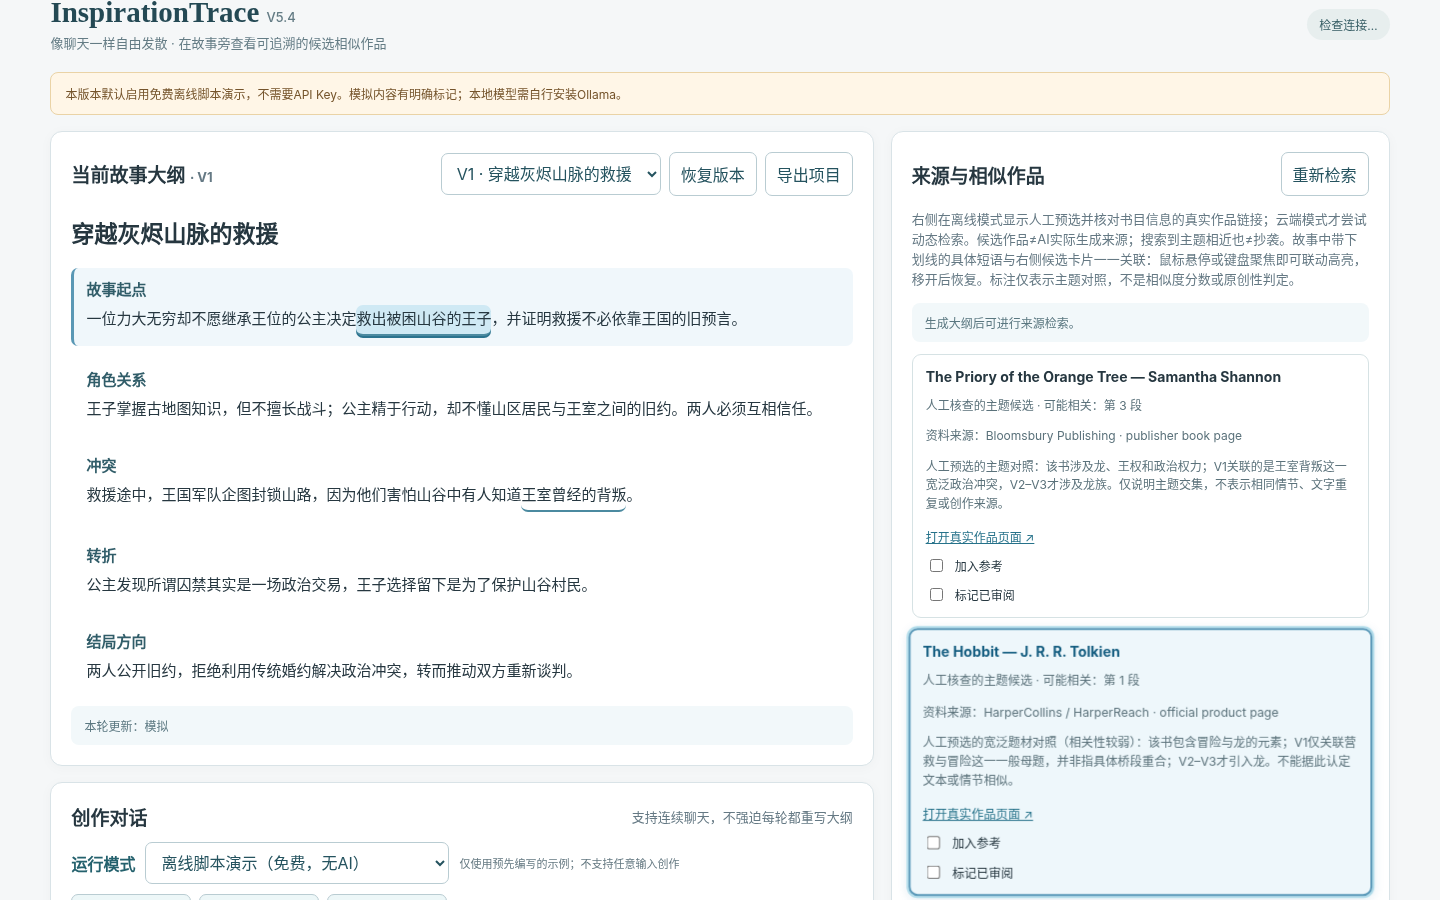 InspirationTrace V5.4
像聊天一样自由发散 · 在故事旁查看可追溯的候选相似作品
检查连接...
本版本默认启用免费离线脚本演示，不需要API Key。模拟内容有明确标记；本地模型需自行安装Ollama。
当前故事大纲 · V1
V1 · 穿越灰烬山脉的救援
恢复版本
导出项目
穿越灰烬山脉的救援
故事起点
一位力大无穷却不愿继承王位的公主决定救出被困山谷的王子，并证明救援不必依靠王国的旧预言。
角色关系
王子掌握古地图知识，但不擅长战斗；公主精于行动，却不懂山区居民与王室之间的旧约。两人必须互相信任。
冲突
救援途中，王国军队企图封锁山路，因为他们害怕山谷中有人知道王室曾经的背叛。
转折
公主发现所谓囚禁其实是一场政治交易，王子选择留下是为了保护山谷村民。
结局方向
两人公开旧约，拒绝利用传统婚约解决政治冲突，转而推动双方重新谈判。
本轮更新：模拟
创作对话
支持连续聊天，不强迫每轮都重写大纲
运行模式
离线脚本演示（免费，无AI）
仅使用预先编写的示例；不支持任意输入创作
来源与相似作品
重新检索
右侧在离线模式显示人工预选并核对书目信息的真实作品链接；云端模式才尝试
动态检索。候选作品≠AI实际生成来源；搜索到主题相近也≠抄袭。故事中带下
划线的具体短语与右侧候选卡片一一关联：鼠标悬停或键盘聚焦即可联动高亮，
移开后恢复。标注仅表示主题对照，不是相似度分数或原创性判定。
生成大纲后可进行来源检索。
The Priory of the Orange Tree — Samantha Shannon
人工核查的主题候选 · 可能相关：第 3 段
资料来源：Bloomsbury Publishing · publisher book page
人工预选的主题对照：该书涉及龙、王权和政治权力；V1关联的是王室背叛这一
宽泛政治冲突，V2–V3才涉及龙族。仅说明主题交集，不表示相同情节、文字重
复或创作来源。
打开真实作品页面 ↗
加入参考
标记已审阅
The Hobbit — J. R. R. Tolkien
人工核查的主题候选 · 可能相关：第 1 段
资料来源：HarperCollins / HarperReach · official product page
人工预选的宽泛题材对照（相关性较弱）：该书包含冒险与龙的元素；V1仅关联营
救与冒险这一一般母题，并非指具体桥段重合；V2–V3才引入龙。不能据此认定
文本或情节相似。
打开真实作品页面 ↗
加入参考
标记已审阅